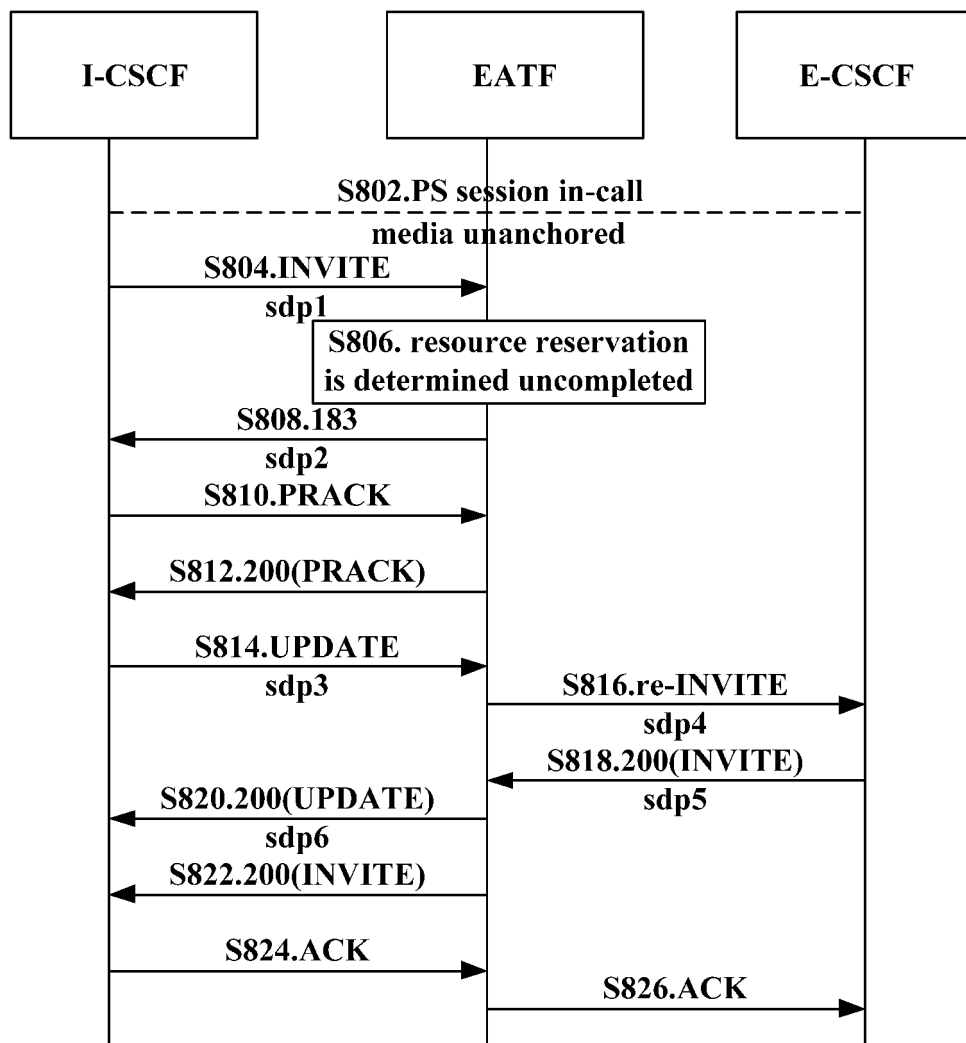 I-CSCF
EATF
E-CSCF
S802.PS session in-call
media unanchored
S804.INVITE
sdp1
S806. resource reservation
is determined uncompleted
S808.183
sdp2
S810.PRACK
S812.200(PRACK)
S814.UPDATE
sdp3
S816.re-INVITE
sdp4
S818.200(INVITE)
sdp5
S820.200(UPDATE)
sdp6
S822.200(INVITE)
S824.ACK
S826.ACK